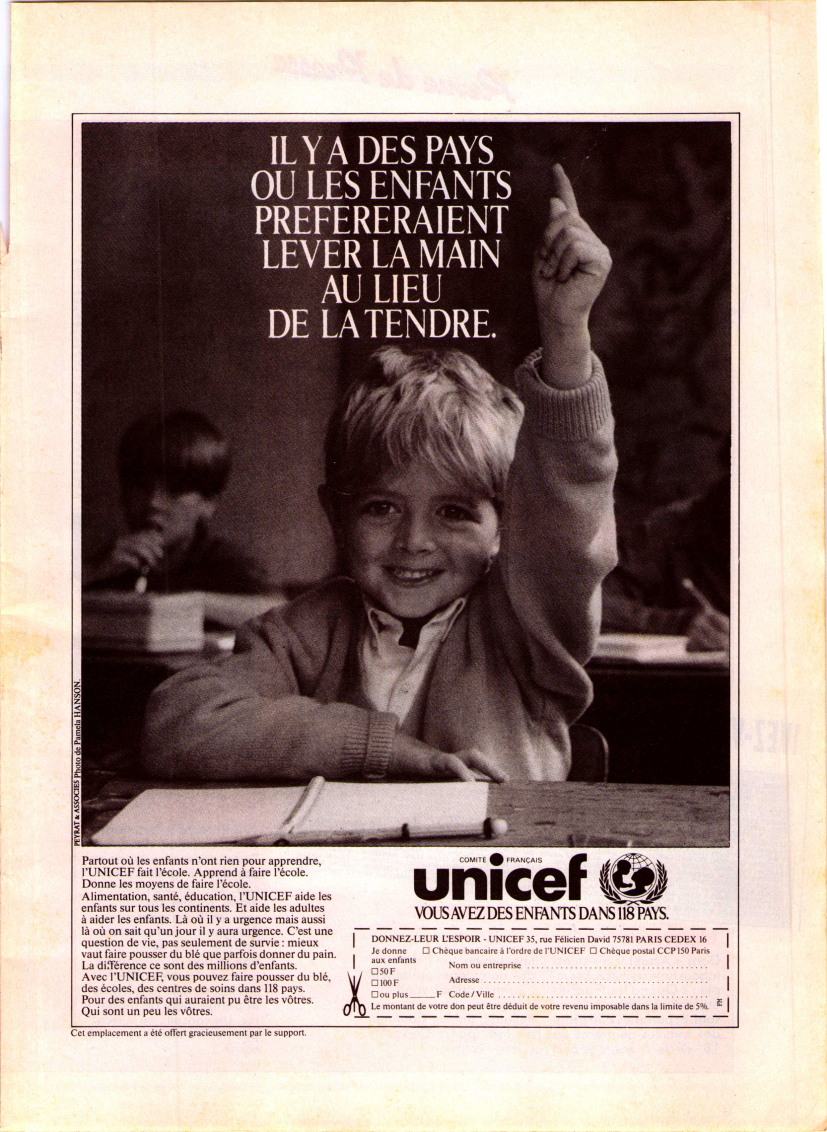 IL Y A DES PAYS
OU LES ENFANTS
PREFERERAIENT
LEVER LA MAIN
AU LIEU
DE LA TENDRE.
PEYRAT & ASSOCIES Photo de Pamela HANSON.
Partout où les enfants n'ont rien pour apprendre,
l'UNICEF fait l'école. Apprend à faire l'école.
Donne les moyens de faire l'école.
Alimentation, santé, éducation, l'UNICEF aide les
enfants sur tous les continents. Et aide les adultes
à aider les enfants. Là où il y a urgence mais aussi
là où on sait qu'un jour il y aura urgence. C'est une
question de vie, pas seulement de survie : mieux
vaut faire pousser du blé que parfois donner du pain.
La différence ce sont des millions d'enfants.
Avec l'UNICEF, vous pouvez faire pousser du blé,
des écoles, des centres de soins dans 118 pays.
Pour des enfants qui auraient pu être les vôtres.
Qui sont un peu les vôtres.
COMITÉ FRANÇAIS
unicef
VOUS AVEZ DES ENFANTS DANS 118 PAYS.
DONNEZ-LEUR L'ESPOIR - UNICEF 35, rue Félicien David 75781 PARIS CEDEX 16
Je donne aux enfants
☐ Chèque bancaire à l'ordre de l'UNICEF ☐ Chèque postal CCP 150 Paris
☐ 50 F
☐ 100 F
☐ ou plus ______ F
Nom ou entreprise
Adresse
Code / Ville
Le montant de votre don peut être déduit de votre revenu imposable dans la limite de 5%.
Cet emplacement a été offert gracieusement par le support.